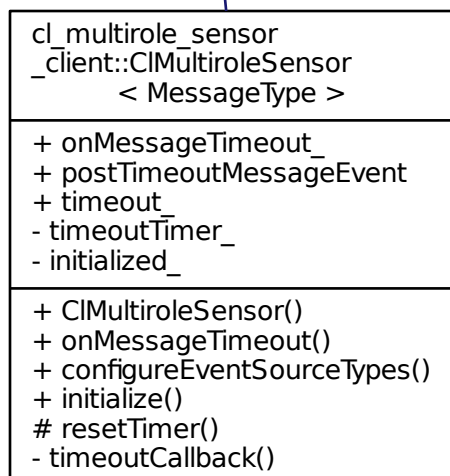 cl_multirole_sensor
_client::ClMultiroleSensor
< MessageType >
+ onMessageTimeout_
+ postTimeoutMessageEvent
+ timeout_
- timeoutTimer_
- initialized_
+ ClMultiroleSensor()
+ onMessageTimeout()
+ configureEventSourceTypes()
+ initialize()
# resetTimer()
- timeoutCallback()